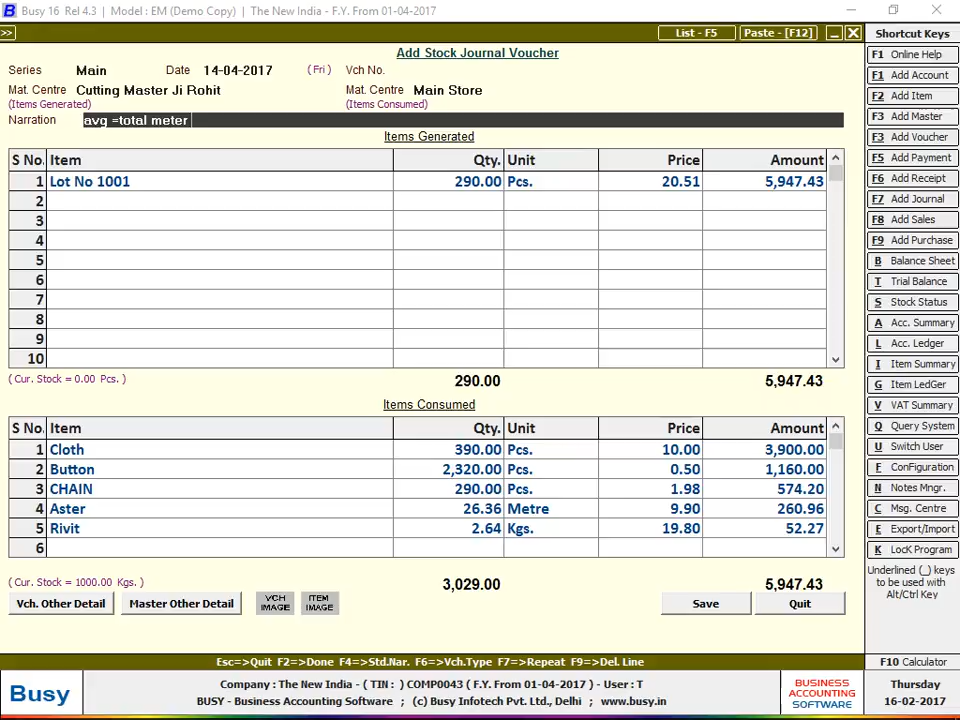 Busy 16 Rel 4.3 | Model : EM (Demo Copy) | The New India - F.Y. From 01-04-2017
>> List - F5 Paste - [F12]
Add Stock Journal Voucher
Series Main Date 14-04-2017 (Fri) Vch No.
Mat. Centre Cutting Master Ji Rohit Mat. Centre Main Store
(Items Generated) (Items Consumed)
Narration avg =total meter
Items Generated
S No. Item Qty. Unit Price Amount
1 Lot No 1001 290.00 Pcs. 20.51 5,947.43
2
3
4
5
6
7
8
9
10
( Cur. Stock = 0.00 Pcs. ) 290.00 5,947.43
Items Consumed
S No. Item Qty. Unit Price Amount
1 Cloth 390.00 Pcs. 10.00 3,900.00
2 Button 2,320.00 Pcs. 0.50 1,160.00
3 CHAIN 290.00 Pcs. 1.98 574.20
4 Aster 26.36 Metre 9.90 260.96
5 Rivit 2.64 Kgs. 19.80 52.27
6
( Cur. Stock = 1000.00 Kgs. ) 3,029.00 5,947.43
Vch. Other Detail Master Other Detail VCH IMAGE ITEM IMAGE Save Quit
Esc=>Quit F2=>Done F4=>Std.Nar. F6=>Vch.Type F7=>Repeat F9=>Del. Line
Busy
Company : The New India - ( TIN : ) COMP0043 ( F.Y. From 01-04-2017 ) - User : T
BUSY - Business Accounting Software ; (c) Busy Infotech Pvt. Ltd., Delhi ; www.busy.in
BUSINESS
ACCOUNTING
SOFTWARE
Shortcut Keys
F1 Online Help
F1 Add Account
F2 Add Item
F3 Add Master
F3 Add Voucher
F5 Add Payment
F6 Add Receipt
F7 Add Journal
F8 Add Sales
F9 Add Purchase
B Balance Sheet
T Trial Balance
S Stock Status
A Acc. Summary
L Acc. Ledger
I Item Summary
G Item LedGer
V VAT Summary
Q Query System
U Switch User
F ConFiguration
N Notes Mngr.
C Msg. Centre
E Export/Import
K LocK Program
Underlined (_) keys
to be used with
Alt/Ctrl Key
F10 Calculator
Thursday
16-02-2017